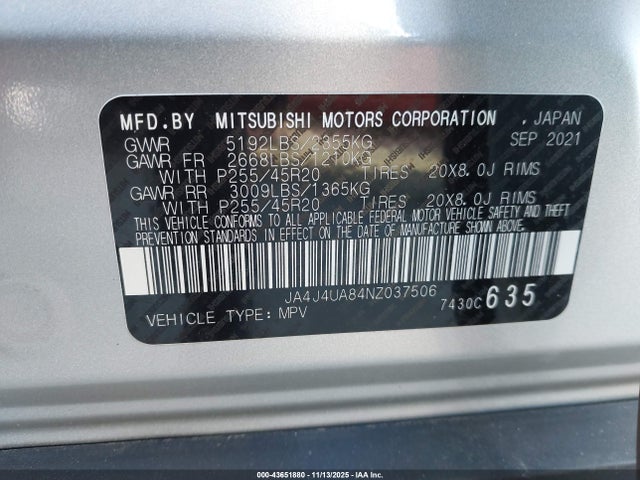 MFD.BY MITSUBISHI MOTORS CORPORATION , JAPAN
GVWR 5192LBS/2355KG SEP 2021
GAWR FR 2668LBS/1210KG
WITH P255/45R20 TIRES 20X8.0J RIMS
GAWR RR 3009LBS/1365KG
WITH P255/45R20 TIRES 20X8.0J RIMS
THIS VEHICLE CONFORMS TO ALL APPLICABLE FEDERAL MOTOR VEHICLE SAFETY AND THEFT
PREVENTION STANDARDS IN EFFECT ON THE DATE OF MANUFACTURE SHOWN ABOVE.
JA4J4UA84NZ037506
7430C 635
VEHICLE TYPE: MPV
000-43651880 - 11/13/2025 - IAA Corp.